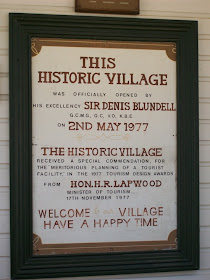 THIS
HISTORIC VILLAGE
WAS OFFICIALLY OPENED BY
HIS EXCELLENCY SIR DENIS BLUNDELL
G.C.M.G. G.C. V.O. K.B.E.
ON 2ND MAY 1977
THE HISTORIC VILLAGE
RECEIVED A SPECIAL COMMENDATION, FOR
THE "MERITORIOUS PLANNING OF A TOURIST
FACILITY," IN THE 1977 TOURISM DESIGN AWARDS
FROM HON. H.R. LAPWOOD
MINISTER OF TOURISM
17TH NOVEMBER 1977
WELCOME VILLAGE
HAVE A HAPPY TIME